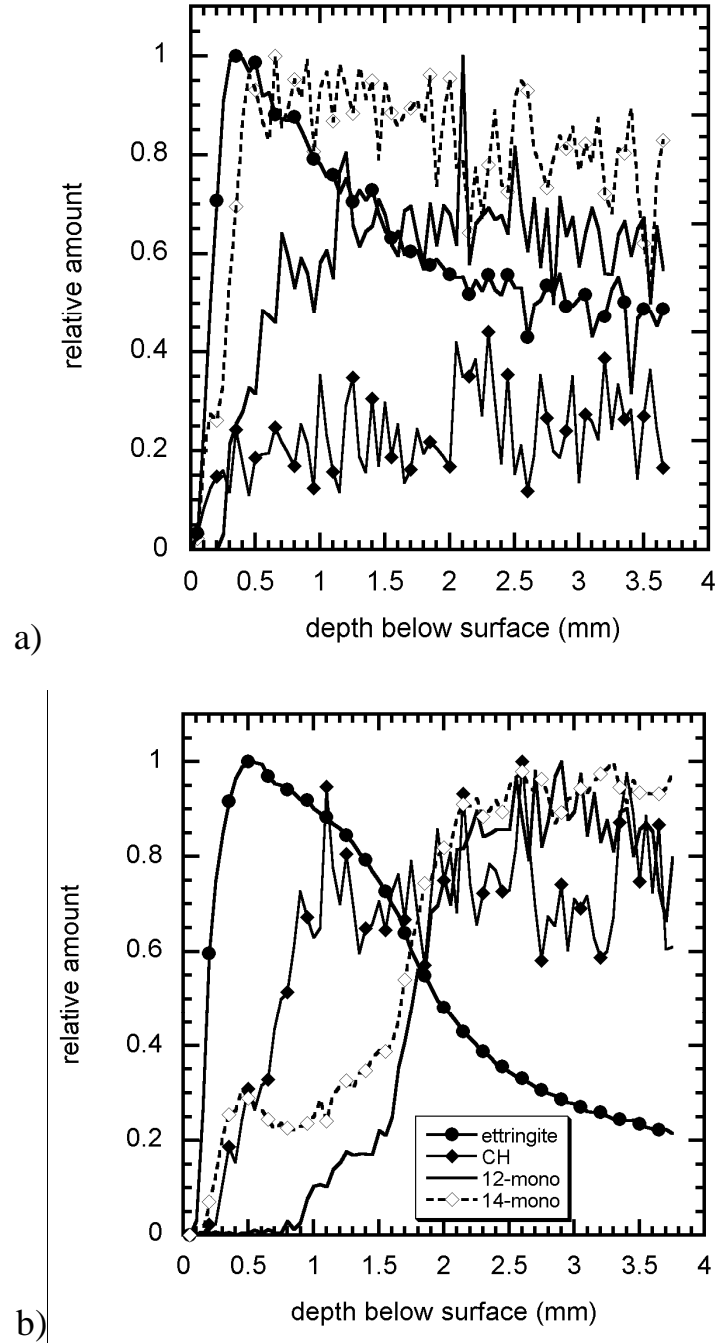 1
0.8
0.6
0.4
0.2
0
relative amount
0 0.5 1 1.5 2 2.5 3 3.5 4
depth below surface (mm)
a)
1
0.8
0.6
0.4
0.2
0
relative amount
ettringite
CH
12-mono
14-mono
0 0.5 1 1.5 2 2.5 3 3.5 4
depth below surface (mm)
b)